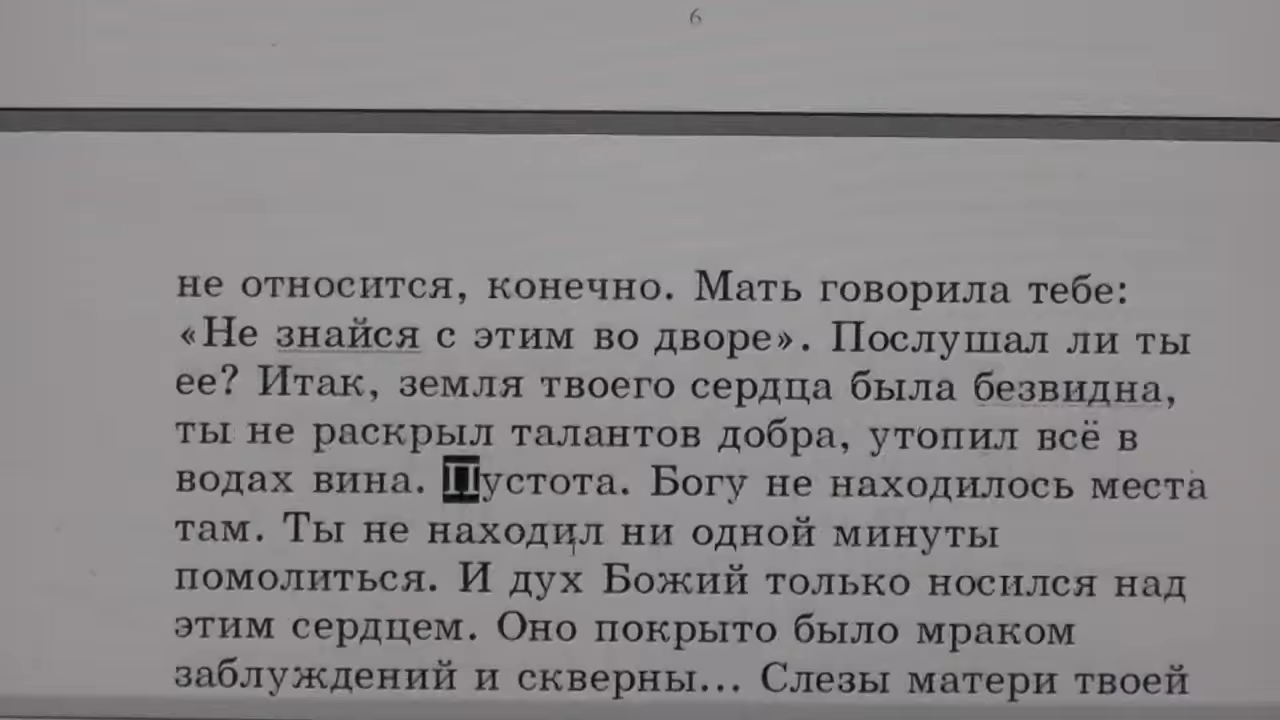 6
не относится, конечно. Мать говорила тебе:
«Не знайся с этим во дворе». Послушал ли ты
ее? Итак, земля твоего сердца была безвидна,
ты не раскрыл талантов добра, утопил всё в
водах вина. Пустота. Богу не находилось места
там. Ты не находил ни одной минуты
помолиться. И дух Божий только носился над
этим сердцем. Оно покрыто было мраком
заблуждений и скверны... Слезы матери твоей